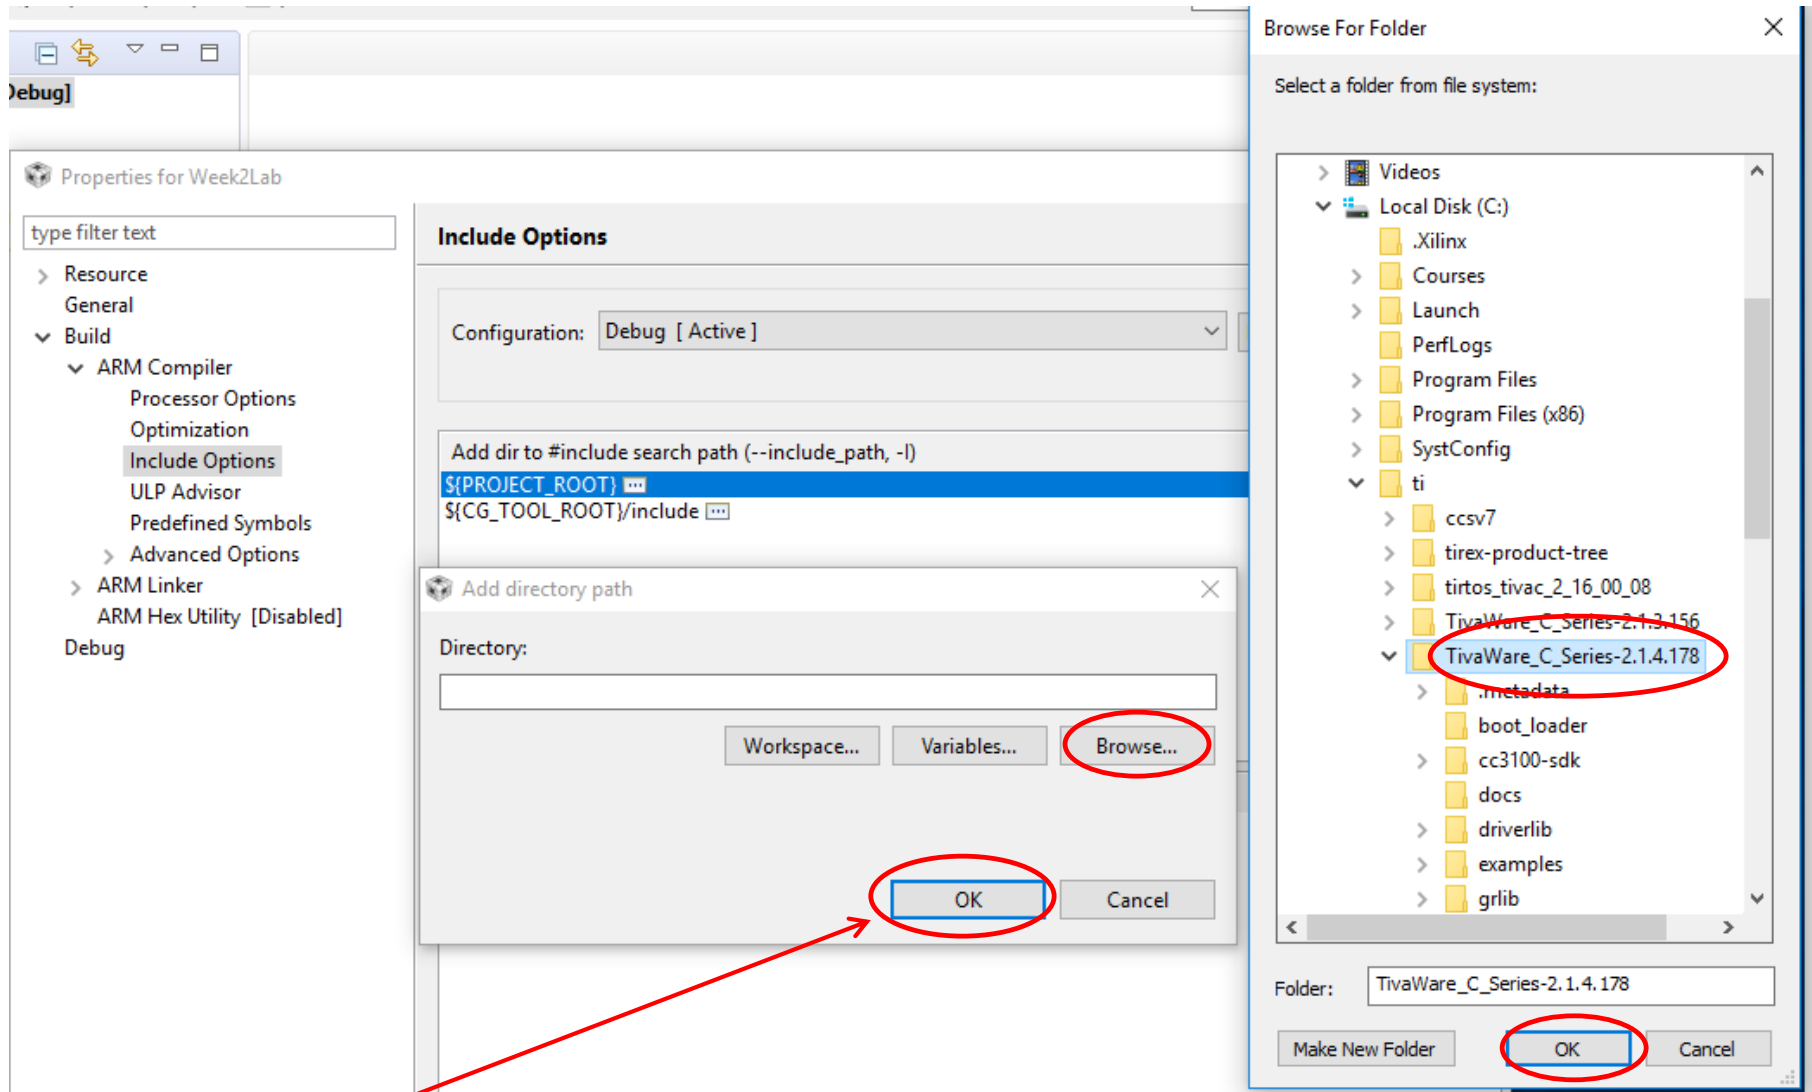 Debug]
Properties for Week2Lab
type filter text
Resource
General
Build
ARM Compiler
Processor Options
Optimization
Include Options
ULP Advisor
Predefined Symbols
Advanced Options
ARM Linker
ARM Hex Utility [Disabled]
Debug
Include Options
Configuration: Debug [ Active ]
Add dir to #include search path (--include_path, -I)
${PROJECT_ROOT}
${CG_TOOL_ROOT}/include
Add directory path
Directory:
Workspace... Variables... Browse...
OK Cancel
Browse For Folder
Select a folder from file system:
Videos
Local Disk (C:)
.Xilinx
Courses
Launch
PerfLogs
Program Files
Program Files (x86)
SystConfig
ti
ccsv7
tirex-product-tree
tirtos_tivac_2_16_00_08
TivaWare_C_Series-2.1.3.156
TivaWare_C_Series-2.1.4.178
.metadata
boot_loader
cc3100-sdk
docs
driverlib
examples
grlib
Folder: TivaWare_C_Series-2.1.4.178
Make New Folder OK Cancel